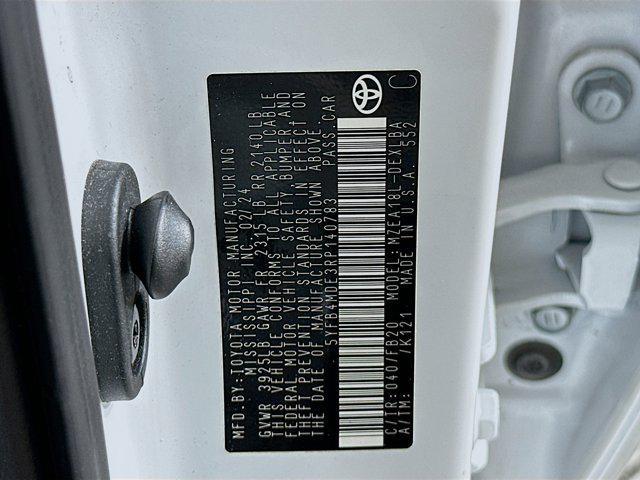 MFD.BY:TOYOTA MOTOR MANUFACTURING
MISSISSIPPI INC. 02/24
GVWR 3925LB GAWR FR 2315LB RR 2140LB
THIS VEHICLE CONFORMS TO ALL APPLICABLE
FEDERAL MOTOR VEHICLE SAFETY BUMPER, AND
THEFT PREVENTION STANDARDS IN EFFECT ON
THE DATE OF MANUFACTURE SHOWN ABOVE.
5YFB4MDE3RP140783 PASS.CAR
C/TR: 040/FB20 MODEL: MZEA18L-DEXLBA
A/TM: /K121 MADE IN U.S.A. 552
C